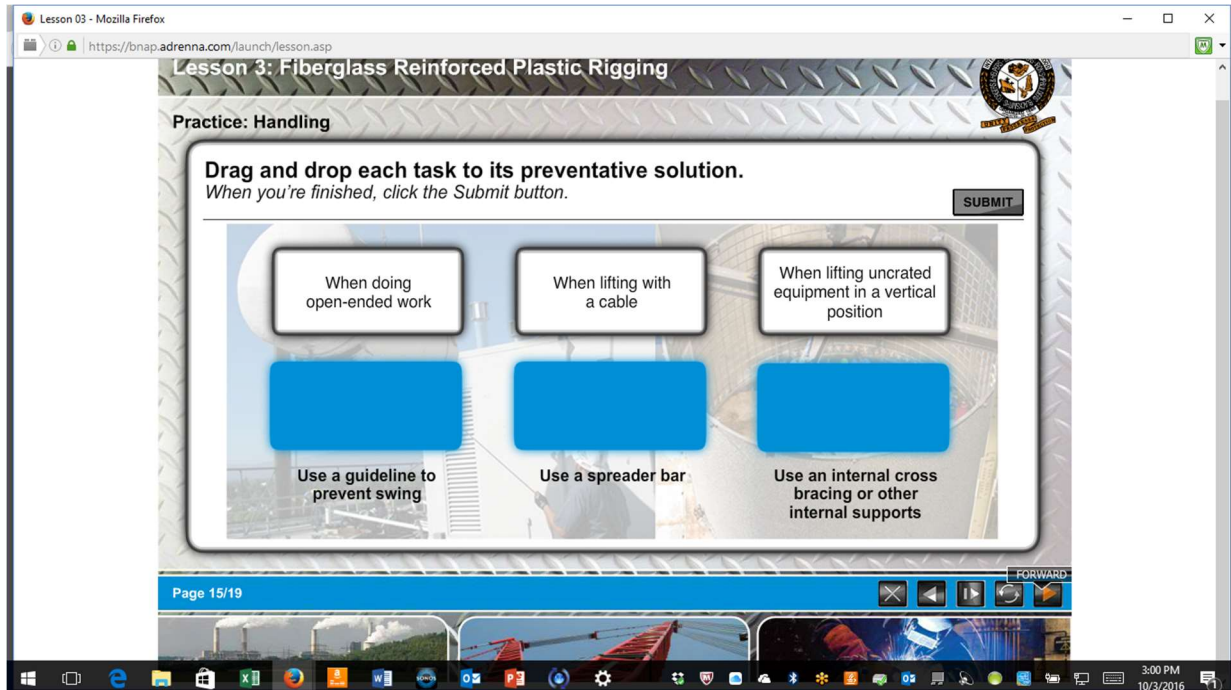 Lesson 03 - Mozilla Firefox
https://bnap.adrenna.com/launch/lesson.asp
Lesson 3: Fiberglass Reinforced Plastic Rigging
Practice: Handling
Drag and drop each task to its preventative solution.
When you're finished, click the Submit button.
SUBMIT
When doing
open-ended work
When lifting with
a cable
When lifting uncrated
equipment in a vertical
position
Use a guideline to
prevent swing
Use a spreader bar
Use an internal cross
bracing or other
internal supports
FORWARD
Page 15/19
SONOS
3:00 PM
10/3/2016